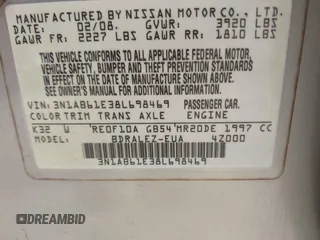 MANUFACTURED BY NISSAN MOTOR CO., LTD.
DATE: 02/08. GVWR: 3920 LBS
GAWR FR: 2227 LBS GAWR RR: 1810 LBS
THIS VEHICLE CONFORMS TO ALL APPLICABLE FEDERAL MOTOR
VEHICLE SAFETY, BUMPER AND THEFT PREVENTION STANDARDS
IN EFFECT ON THE DATE OF MANUFACTURE SHOWN ABOVE.
SEE OWNER'S MANUAL FOR ADDITIONAL INFORMATION
VIN: 3N1AB61E38L698469 PASSENGER CAR.
COLOR TRIM TRANS AXLE ENGINE
K32 W RE0F10A GB54 MR20DE 1997 CC
MODEL: BDRALEZ-EUA 4Z000
3N1AB61E38L698469
DREAMBID